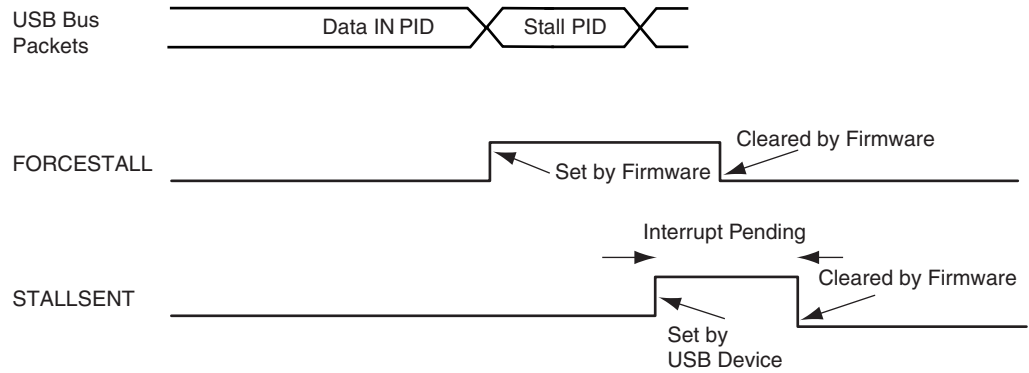 USB Bus
Packets
Data IN PID
Stall PID
FORCESTALL
Set by Firmware
Cleared by Firmware
Interrupt Pending
STALLSENT
Cleared by Firmware
Set by
USB Device